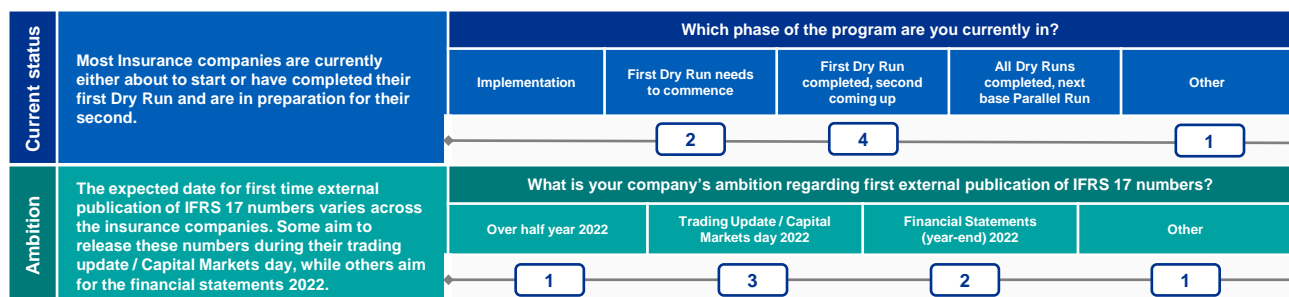 Current status
Most Insurance companies are currently
either about to start or have completed their
first Dry Run and are in preparation for their
second.
Which phase of the program are you currently in?
Implementation
First Dry Run needs
to commence
First Dry Run
completed, second
coming up
All Dry Runs
completed, next
base Parallel Run
Other
2
4
1
Ambition
The expected date for first time external
publication of IFRS 17 numbers varies across
the insurance companies. Some aim to
release these numbers during their trading
update / Capital Markets day, while others aim
for the financial statements 2022.
What is your company's ambition regarding first external publication of IFRS 17 numbers?
Over half year 2022
Trading Update / Capital
Markets day 2022
Financial Statements
(year-end) 2022
Other
1
3
2
1